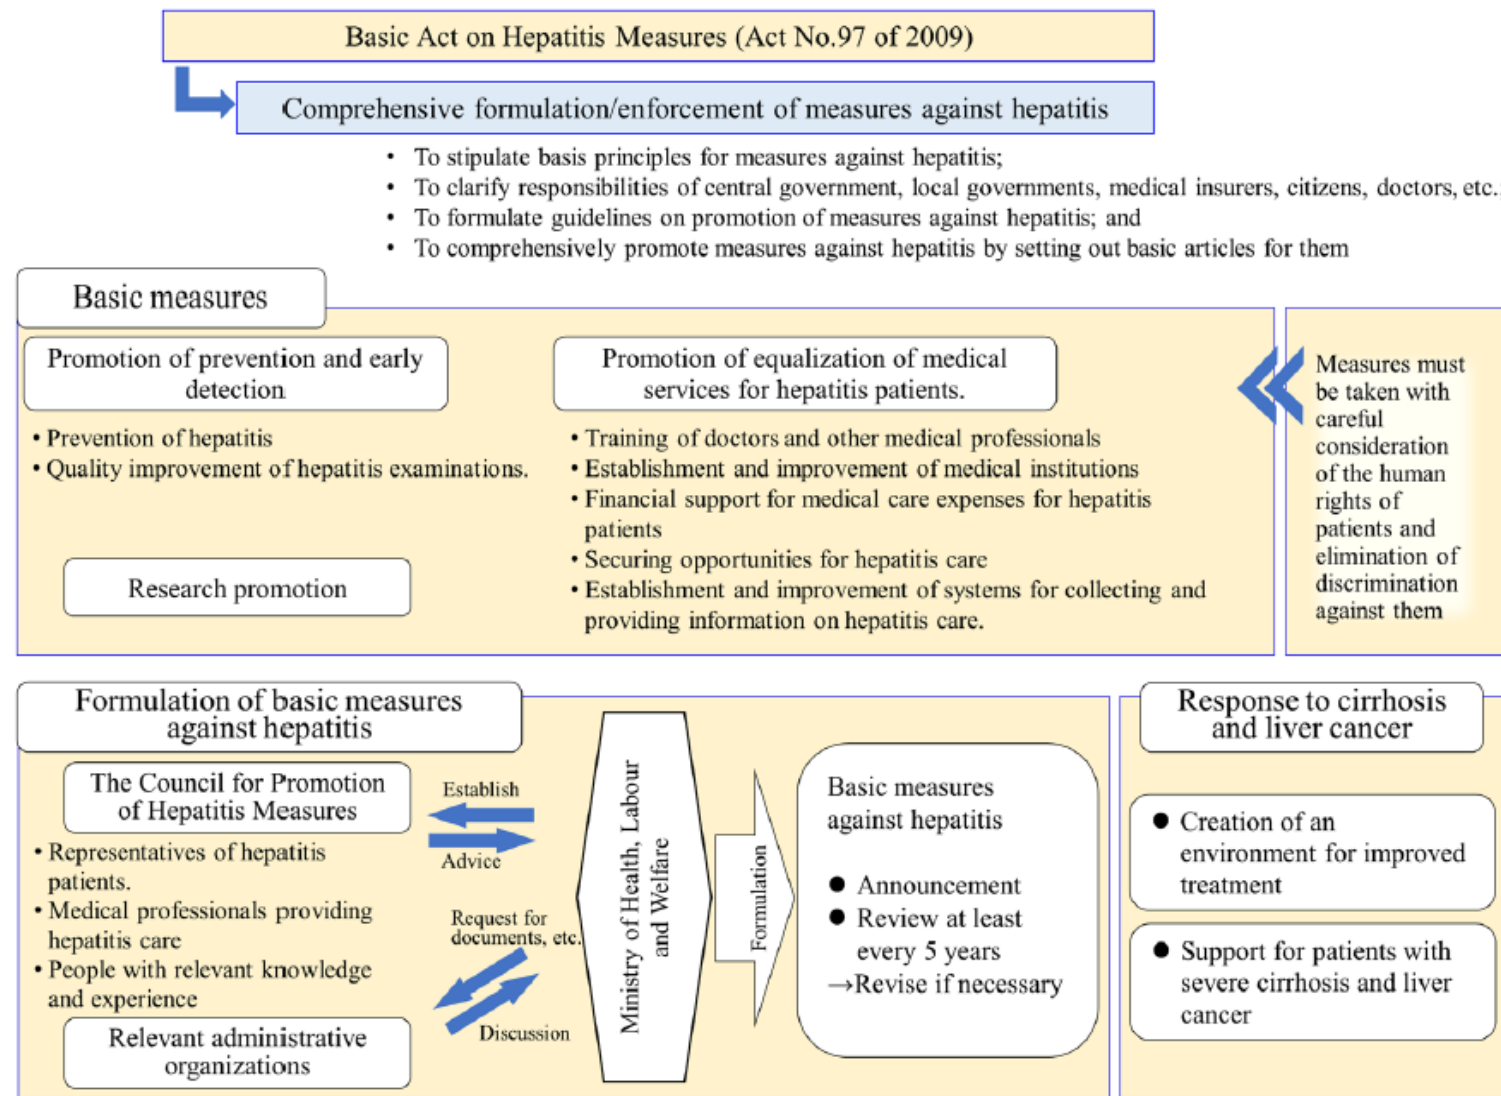 Basic Act on Hepatitis Measures (Act No.97 of 2009)
Comprehensive formulation/enforcement of measures against hepatitis
• To stipulate basis principles for measures against hepatitis;
• To clarify responsibilities of central government, local governments, medical insurers, citizens, doctors, etc.;
• To formulate guidelines on promotion of measures against hepatitis; and
• To comprehensively promote measures against hepatitis by setting out basic articles for them
Basic measures
Promotion of prevention and early
detection
• Prevention of hepatitis
• Quality improvement of hepatitis examinations.
Research promotion
Promotion of equalization of medical
services for hepatitis patients.
• Training of doctors and other medical professionals
• Establishment and improvement of medical institutions
• Financial support for medical care expenses for hepatitis
patients
• Securing opportunities for hepatitis care
• Establishment and improvement of systems for collecting and
providing information on hepatitis care.
Measures must
be taken with
careful
consideration
of the human
rights of
patients and
elimination of
discrimination
against them
Formulation of basic measures
against hepatitis
The Council for Promotion
of Hepatitis Measures
• Representatives of hepatitis
patients.
• Medical professionals providing
hepatitis care
• People with relevant knowledge
and experience
Relevant administrative
organizations
Establish
Advice
Request for
documents, etc.
Discussion
Ministry of Health, Labour
and Welfare
Formulation
Basic measures
against hepatitis
● Announcement
● Review at least
every 5 years
→Revise if necessary
Response to cirrhosis
and liver cancer
● Creation of an
environment for improved
treatment
● Support for patients with
severe cirrhosis and liver
cancer